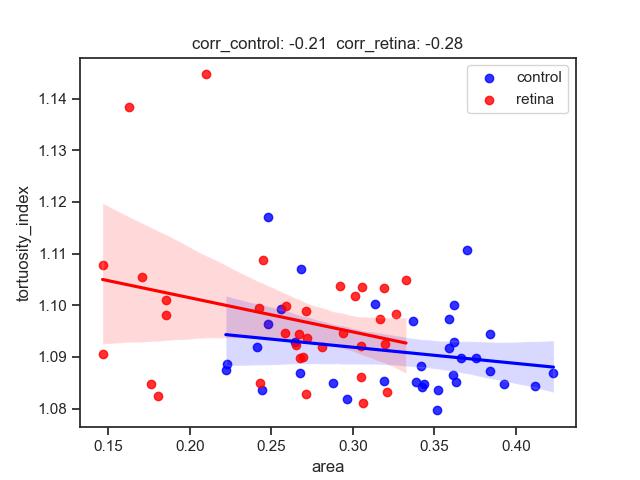 corr_control: -0.21  corr_retina: -0.28
control
retina
1.14
1.13
1.12
1.11
1.10
1.09
1.08
tortuosity_index
0.15 0.20 0.25 0.30 0.35 0.40
area